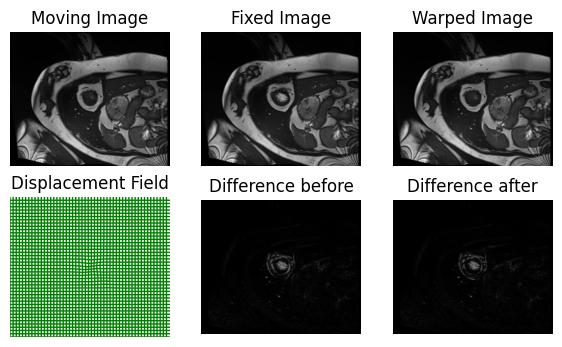 Moving Image
Fixed Image
Warped Image
Displacement Field
Difference before
Difference after